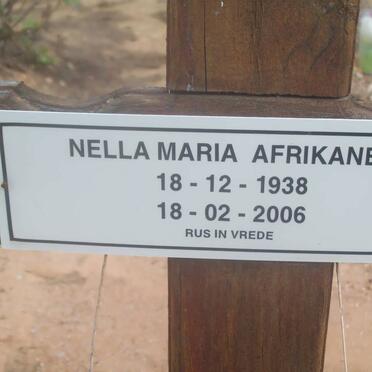 NELLA MARIA AFRIKANE
18 - 12 - 1938
18 - 02 - 2006
RUS IN VREDE